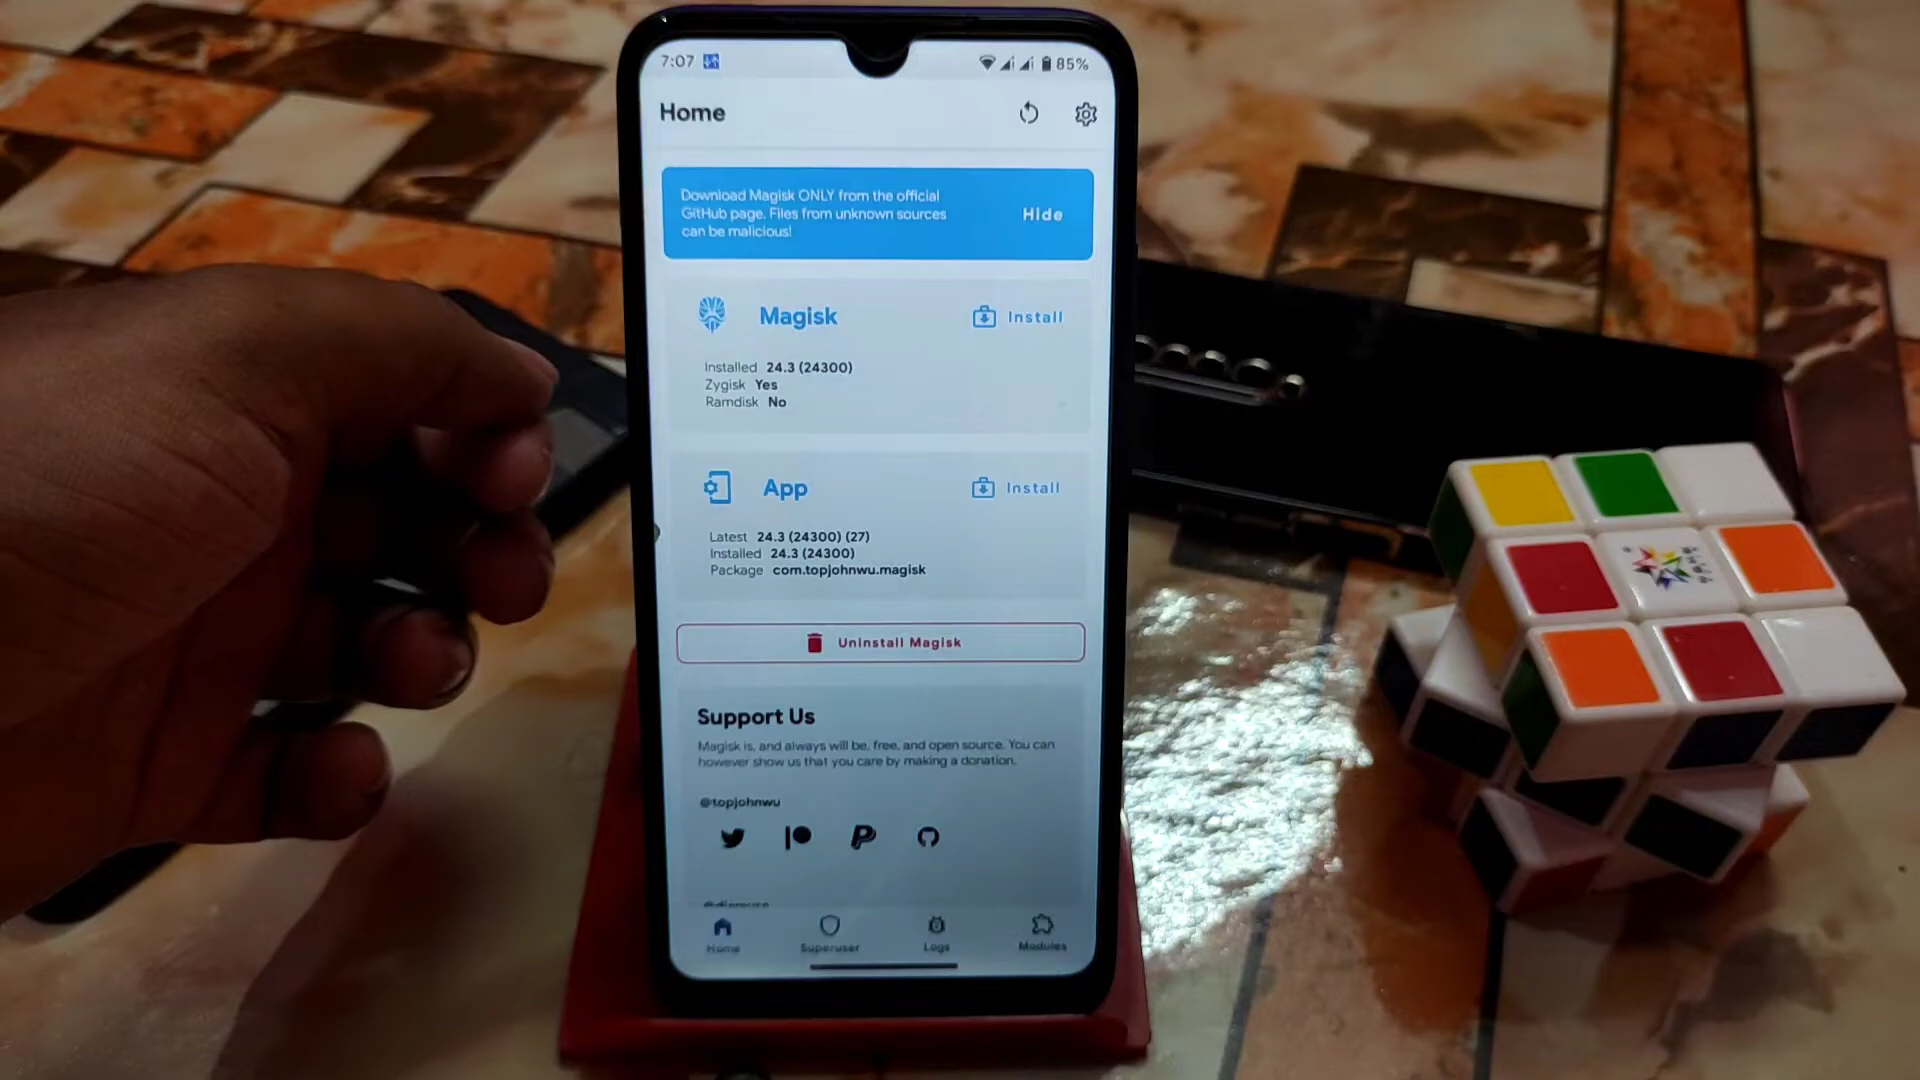 7:07
85%
Home
Download Magisk ONLY from the official
GitHub page. Files from unknown sources
can be malicious!
Hide
Magisk
Install
Installed 24.3 (24300)
Zygisk Yes
Ramdisk No
App
Install
Latest 24.3 (24300) (27)
Installed 24.3 (24300)
Package com.topjohnwu.magisk
Uninstall Magisk
Support Us
Magisk is, and always will be, free, and open source. You can
however show us that you care by making a donation.
@topjohnwu
Home
Superuser
Logs
Modules